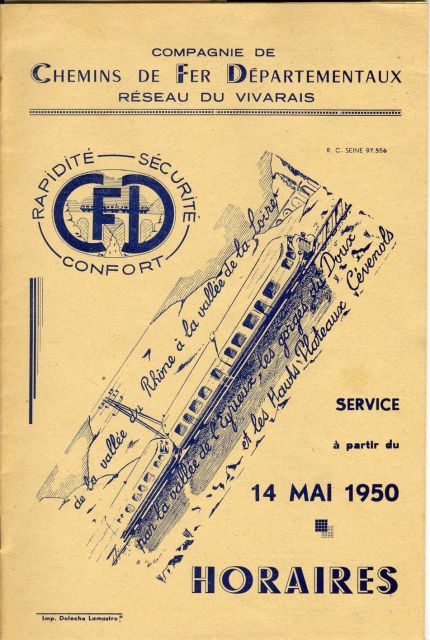 COMPAGNIE DE
CHEMINS DE FER DÉPARTEMENTAUX
RÉSEAU DU VIVARAIS
R. C. SEINE 97.556
RAPIDITÉ SÉCURITÉ
CFD
CONFORT
de la vallée du Rhône à la vallée de la Loire
par la vallée de l'Eyrieux, les gorges du Doux
et les Hauts-Plateaux Cévenols
SERVICE
à partir du
14 MAI 1950
HORAIRES
Imp. Deloche Lamastre